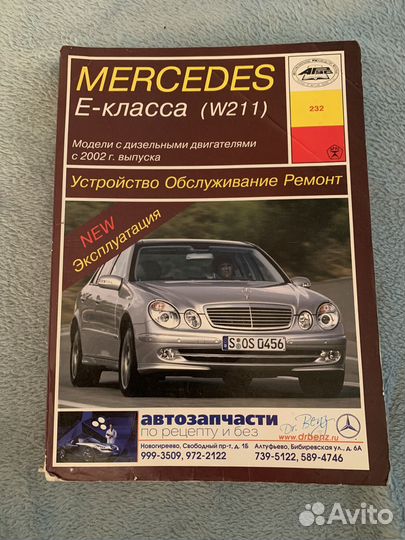 MERCEDES
Е-класса (W211)
232
Модели с дизельными двигателями
с 2002 г. выпуска
Устройство Обслуживание Ремонт
NEW
Эксплуатация
S OS 0456
автозапчасти
по рецепту и без
Dr. Benz
www.drbenz.ru
Новогиреево, Свободный пр-т, д. 1Б
999-3509, 972-2122
Алтуфьево, Бибиревская ул., д. 6А
739-5122, 589-4746
Avito